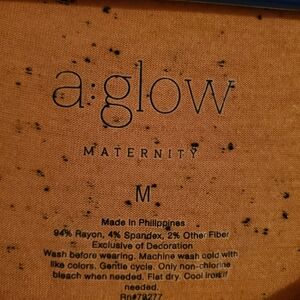 a:glow
MATERNITY
M
Made in Philippines
94% Rayon, 4% Spandex, 2% Other Fiber
Exclusive of Decoration
Wash before wearing. Machine wash cold with
like colors. Gentle cycle. Only non-chlorine
bleach when needed. Flat dry. Cool iron if
needed.
Rn#79277